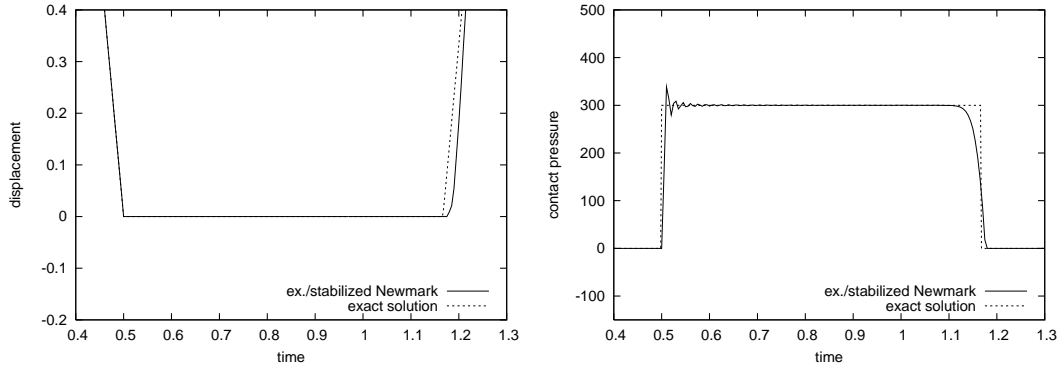 0.4
0.3
0.2
0.1
0
-0.1
-0.2
displacement
0.4 0.5 0.6 0.7 0.8 0.9 1 1.1 1.2 1.3
time
ex./stabilized Newmark
exact solution
500
400
300
200
100
0
-100
contact pressure
0.4 0.5 0.6 0.7 0.8 0.9 1 1.1 1.2 1.3
time
ex./stabilized Newmark
exact solution